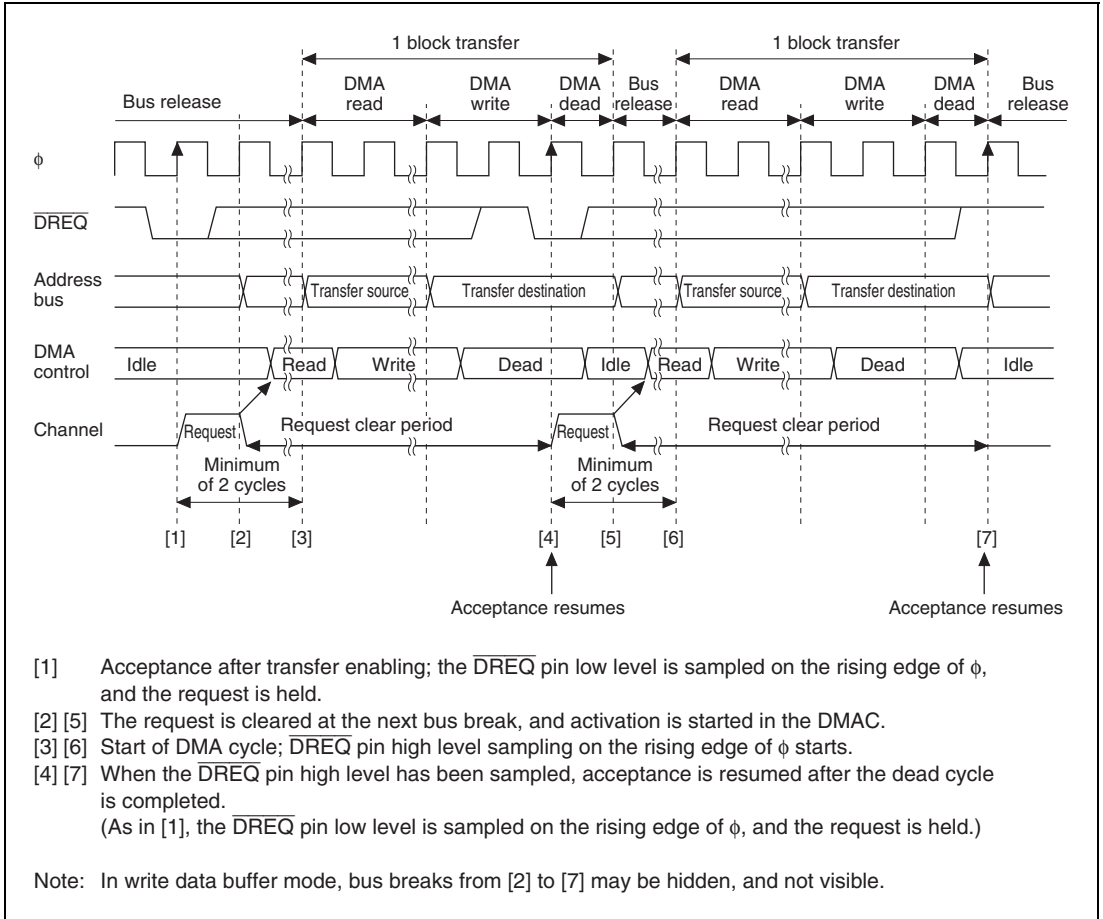 1 block transfer 1 block transfer
DMA DMA DMA Bus DMA DMA DMA Bus
Bus release read write dead release read write dead release
ϕ
DREQ
Address Transfer source Transfer destination Transfer source Transfer destination
bus
DMA Idle Read Write Dead Idle Read Write Dead Idle
control
Channel Request Request clear period Request Request clear period
Minimum Minimum
of 2 cycles of 2 cycles
[1] [2] [3] [4] [5] [6] [7]
Acceptance resumes Acceptance resumes
[1] Acceptance after transfer enabling; the DREQ pin low level is sampled on the rising edge of ϕ,
and the request is held.
[2] [5] The request is cleared at the next bus break, and activation is started in the DMAC.
[3] [6] Start of DMA cycle; DREQ pin high level sampling on the rising edge of ϕ starts.
[4] [7] When the DREQ pin high level has been sampled, acceptance is resumed after the dead cycle
is completed.
(As in [1], the DREQ pin low level is sampled on the rising edge of ϕ, and the request is held.)
Note: In write data buffer mode, bus breaks from [2] to [7] may be hidden, and not visible.